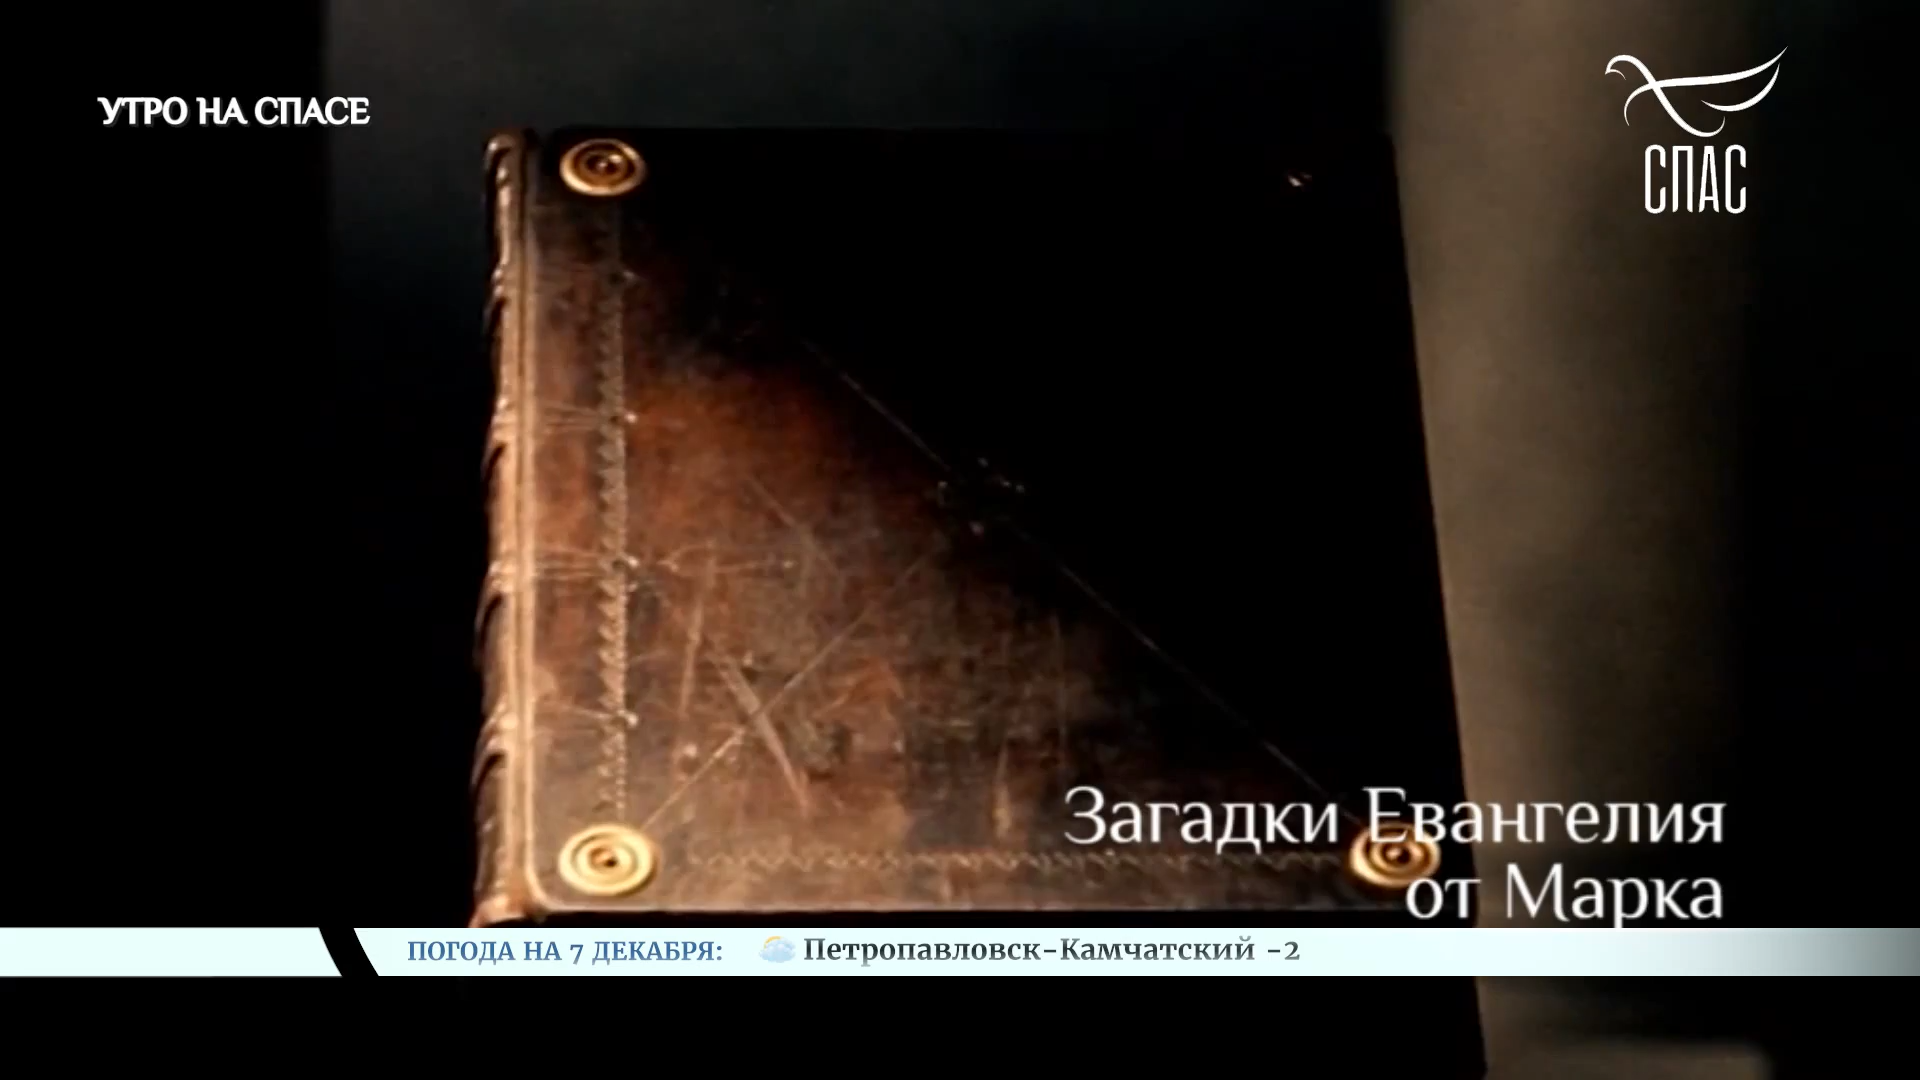 УТРО НА СПАСЕ
СПАС
Загадки Евангелия
от Марка
ПОГОДА НА 7 ДЕКАБРЯ: Петропавловск-Камчатский -2